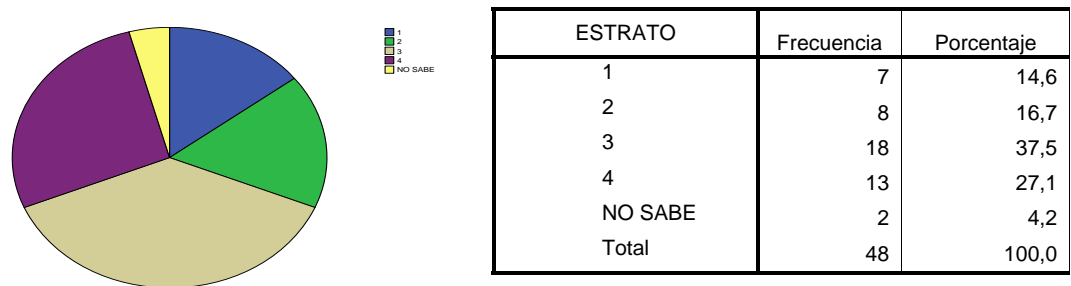 1
2
3
4
NO SABE
ESTRATO Frecuencia Porcentaje
1 7 14,6
2 8 16,7
3 18 37,5
4 13 27,1
NO SABE 2 4,2
Total 48 100,0